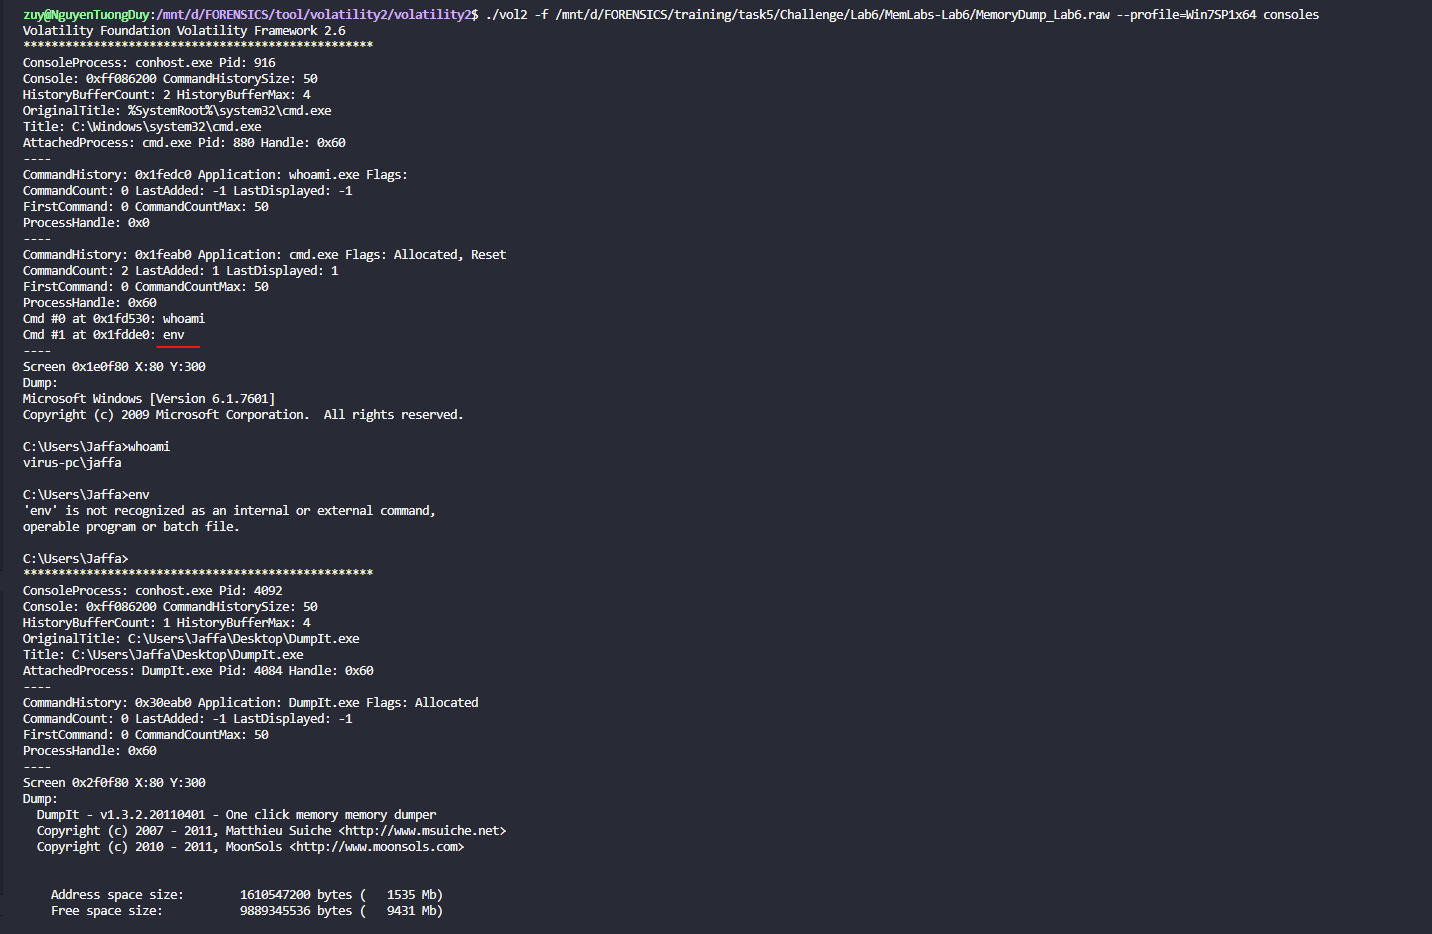 zuy@NguyenTuongDuy:/mnt/d/FORENSICS/tool/volatility2/volatility2$ ./vol2 -f /mnt/d/FORENSICS/training/task5/Challenge/Lab6/MemLabs-Lab6/MemoryDump_Lab6.raw --profile=Win7SP1x64 consoles
Volatility Foundation Volatility Framework 2.6
**************************************************
ConsoleProcess: conhost.exe Pid: 916
Console: 0xff086200 CommandHistorySize: 50
HistoryBufferCount: 2 HistoryBufferMax: 4
OriginalTitle: %SystemRoot%\system32\cmd.exe
Title: C:\Windows\system32\cmd.exe
AttachedProcess: cmd.exe Pid: 880 Handle: 0x60
----
CommandHistory: 0x1fedc0 Application: whoami.exe Flags:
CommandCount: 0 LastAdded: -1 LastDisplayed: -1
FirstCommand: 0 CommandCountMax: 50
ProcessHandle: 0x0
----
CommandHistory: 0x1feab0 Application: cmd.exe Flags: Allocated, Reset
CommandCount: 2 LastAdded: 1 LastDisplayed: 1
FirstCommand: 0 CommandCountMax: 50
ProcessHandle: 0x60
Cmd #0 at 0x1fd530: whoami
Cmd #1 at 0x1fdde0: env
----
Screen 0x1e0f80 X:80 Y:300
Dump:
Microsoft Windows [Version 6.1.7601]
Copyright (c) 2009 Microsoft Corporation.  All rights reserved.
C:\Users\Jaffa>whoami
virus-pc\jaffa
C:\Users\Jaffa>env
'env' is not recognized as an internal or external command,
operable program or batch file.
C:\Users\Jaffa>
**************************************************
ConsoleProcess: conhost.exe Pid: 4092
Console: 0xff086200 CommandHistorySize: 50
HistoryBufferCount: 1 HistoryBufferMax: 4
OriginalTitle: C:\Users\Jaffa\Desktop\DumpIt.exe
Title: C:\Users\Jaffa\Desktop\DumpIt.exe
AttachedProcess: DumpIt.exe Pid: 4084 Handle: 0x60
----
CommandHistory: 0x30eab0 Application: DumpIt.exe Flags: Allocated
CommandCount: 0 LastAdded: -1 LastDisplayed: -1
FirstCommand: 0 CommandCountMax: 50
ProcessHandle: 0x60
----
Screen 0x2f0f80 X:80 Y:300
Dump:
DumpIt - v1.3.2.20110401 - One click memory memory dumper
Copyright (c) 2007 - 2011, Matthieu Suiche <http://www.msuiche.net>
Copyright (c) 2010 - 2011, MoonSols <http://www.moonsols.com>
Address space size:        1610547200 bytes (   1535 Mb)
Free space size:           9889345536 bytes (   9431 Mb)